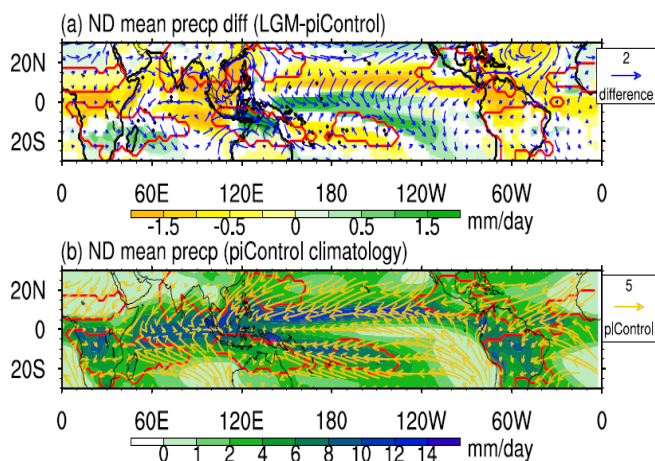 (a) ND mean precp diff (LGM-piControl)
20N
0
20S
2
difference
0 60E 120E 180 120W 60W 0
-1.5 -0.5 0 0.5 1.5 mm/day
(b) ND mean precp (piControl climatology)
20N
0
20S
5
piControl
0 60E 120E 180 120W 60W 0
0 1 2 4 6 8 10 12 14 mm/day